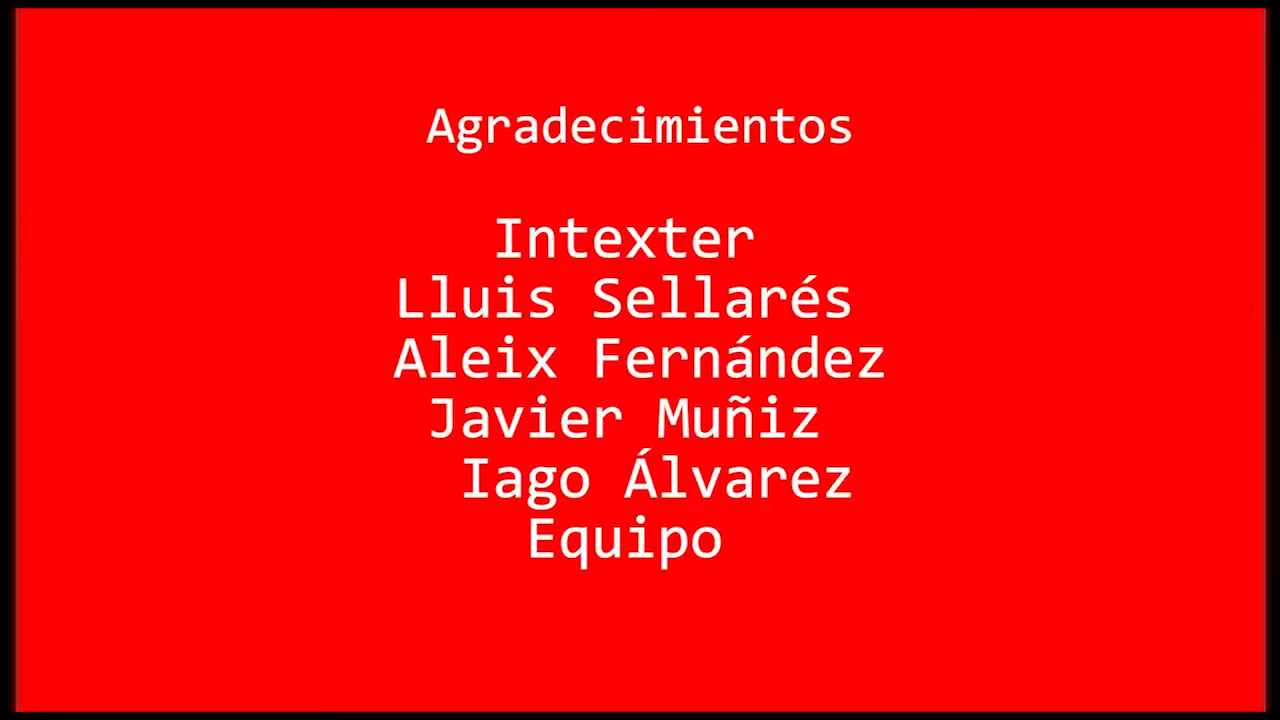 Agradecimientos
Intexter
Lluis Sellarés
Aleix Fernández
Javier Muñiz
Iago Álvarez
Equipo